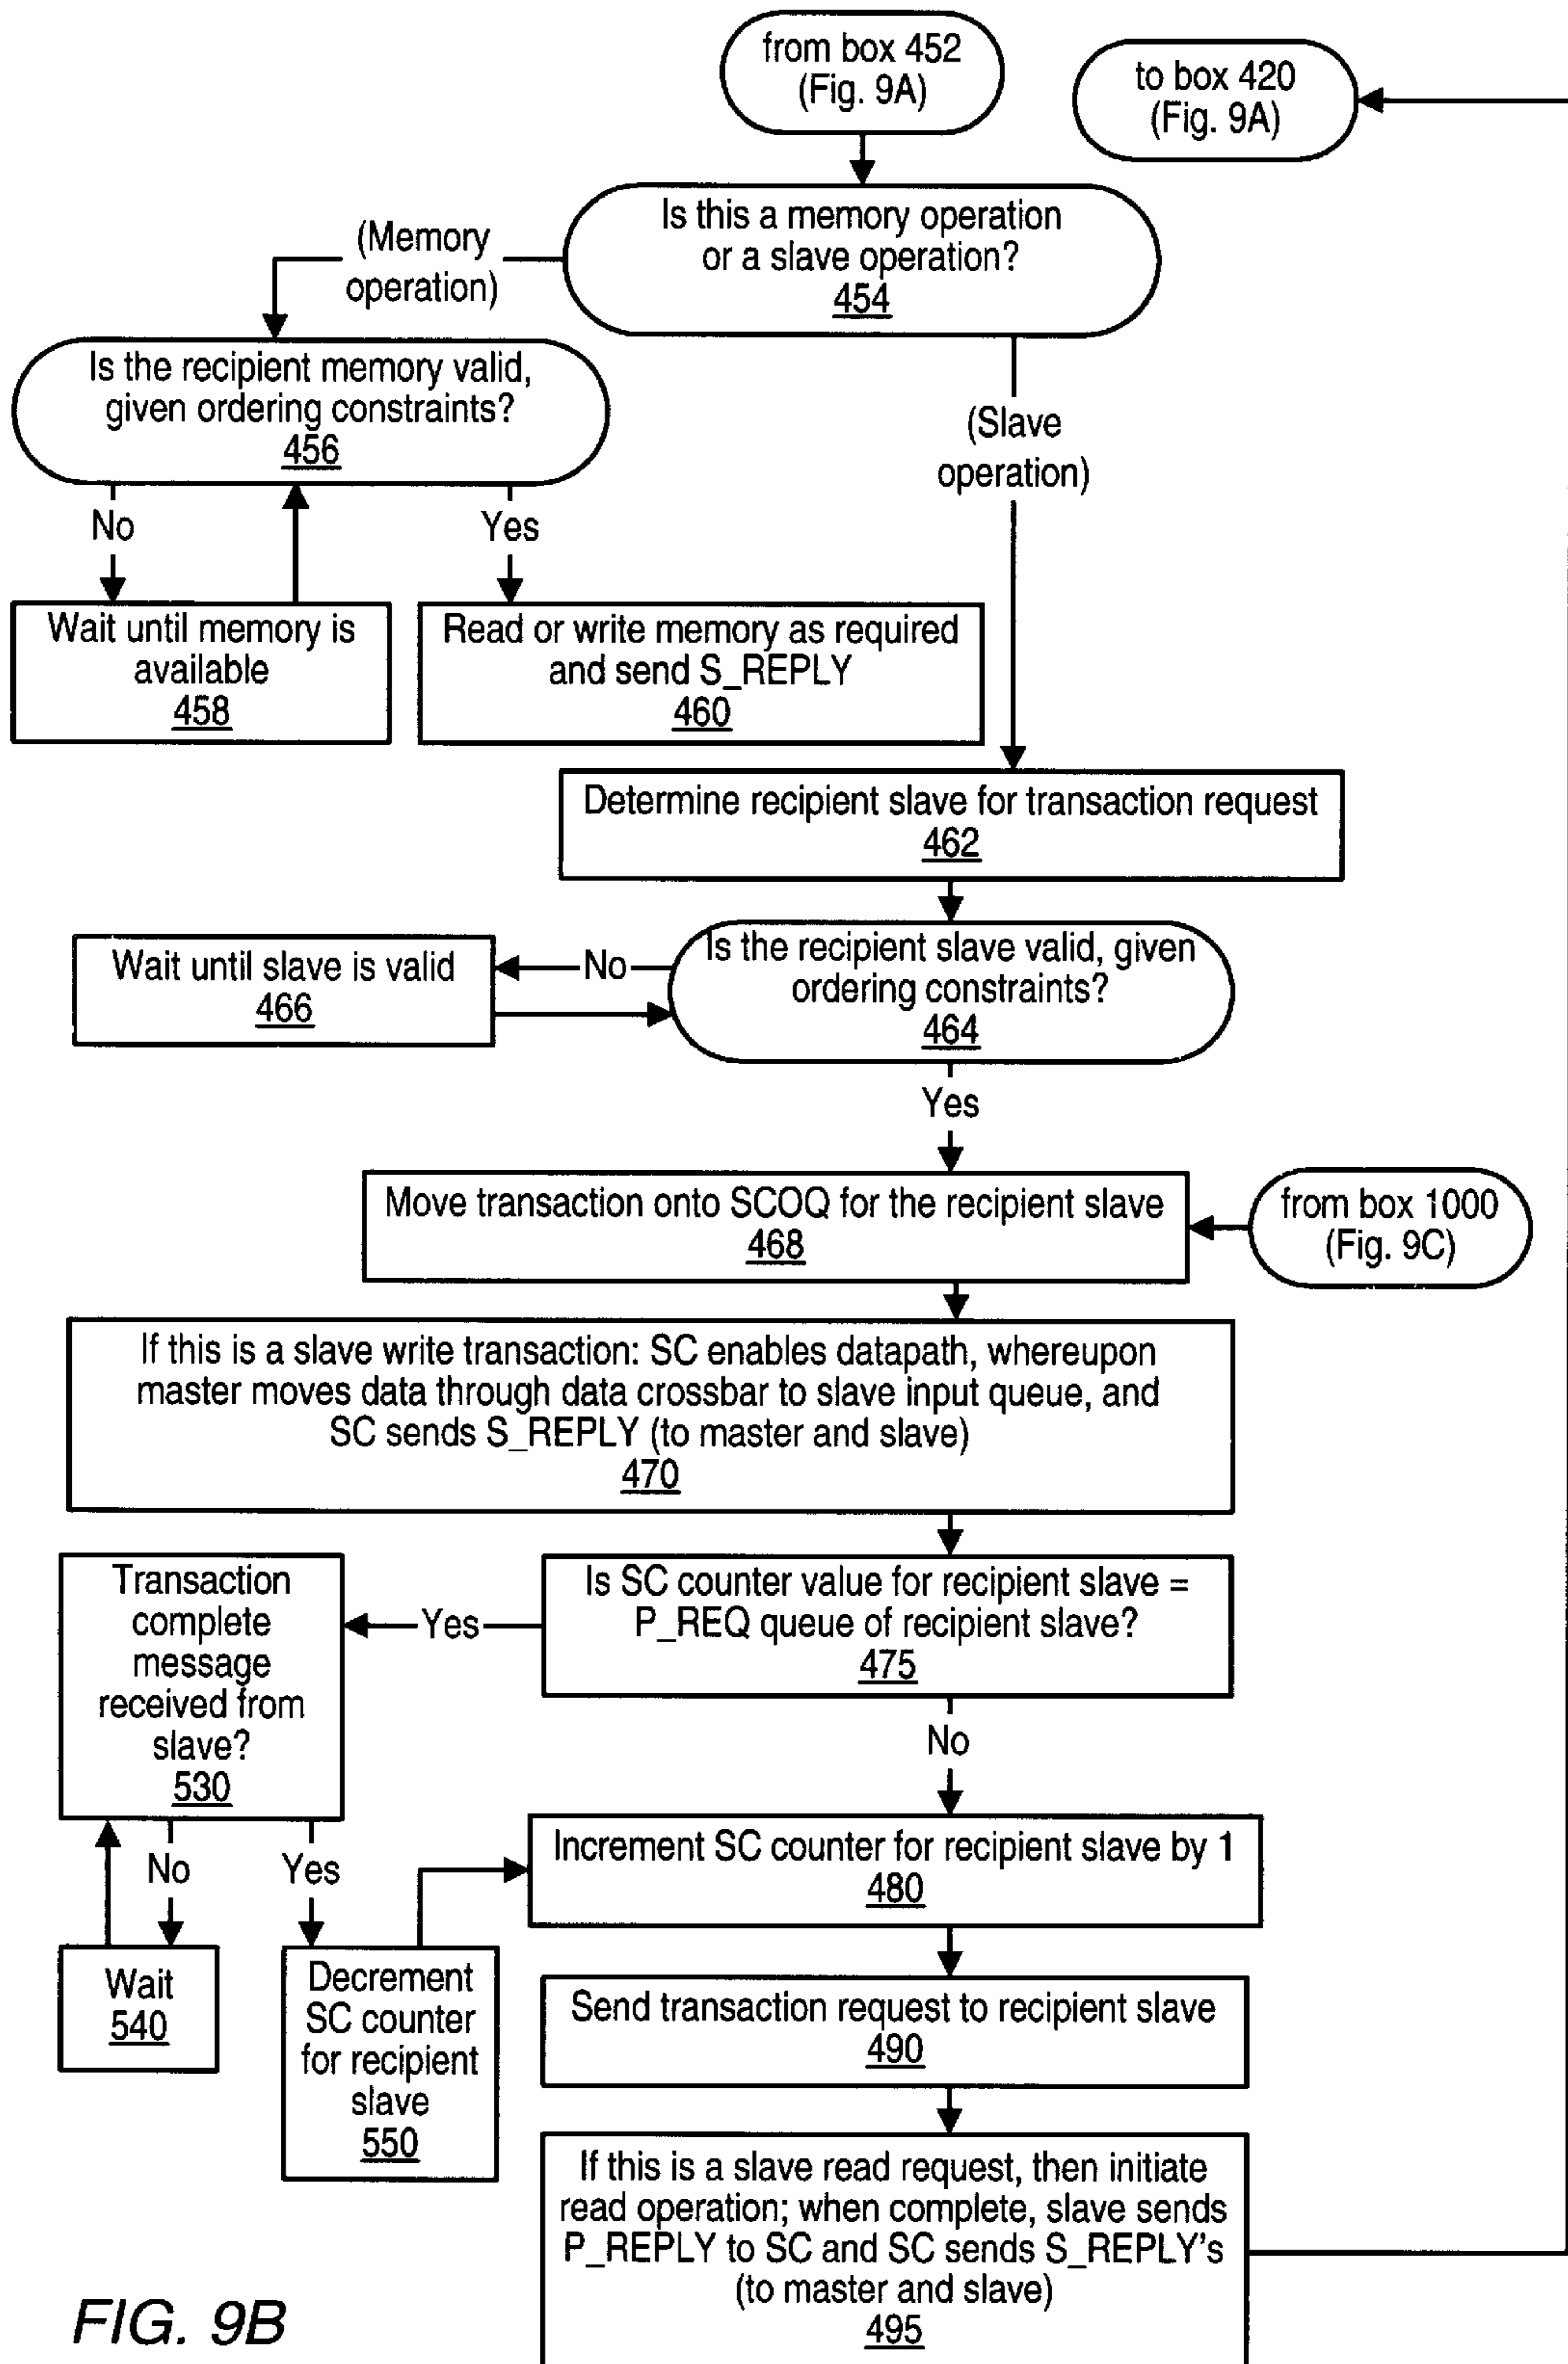 from box 452
(Fig. 9A)
to box 420
(Fig. 9A)
Is this a memory operation
or a slave operation?
454
(Memory
operation)
Is the recipient memory valid,
given ordering constraints?
456
(Slave
operation)
No
Yes
Wait until memory is
available
458
Read or write memory as required
and send S_REPLY
460
Determine recipient slave for transaction request
462
Wait until slave is valid
466
No
Is the recipient slave valid, given
ordering constraints?
464
Yes
Move transaction onto SCOQ for the recipient slave
468
from box 1000
(Fig. 9C)
If this is a slave write transaction: SC enables datapath, whereupon
master moves data through data crossbar to slave input queue, and
SC sends S_REPLY (to master and slave)
470
Transaction
complete
message
received from
slave?
530
Yes
Is SC counter value for recipient slave =
P_REQ queue of recipient slave?
475
No
No
Yes
Increment SC counter for recipient slave by 1
480
Wait
540
Decrement
SC counter
for recipient
slave
550
Send transaction request to recipient slave
490
If this is a slave read request, then initiate
read operation; when complete, slave sends
P_REPLY to SC and SC sends S_REPLY's
(to master and slave)
495
FIG. 9B